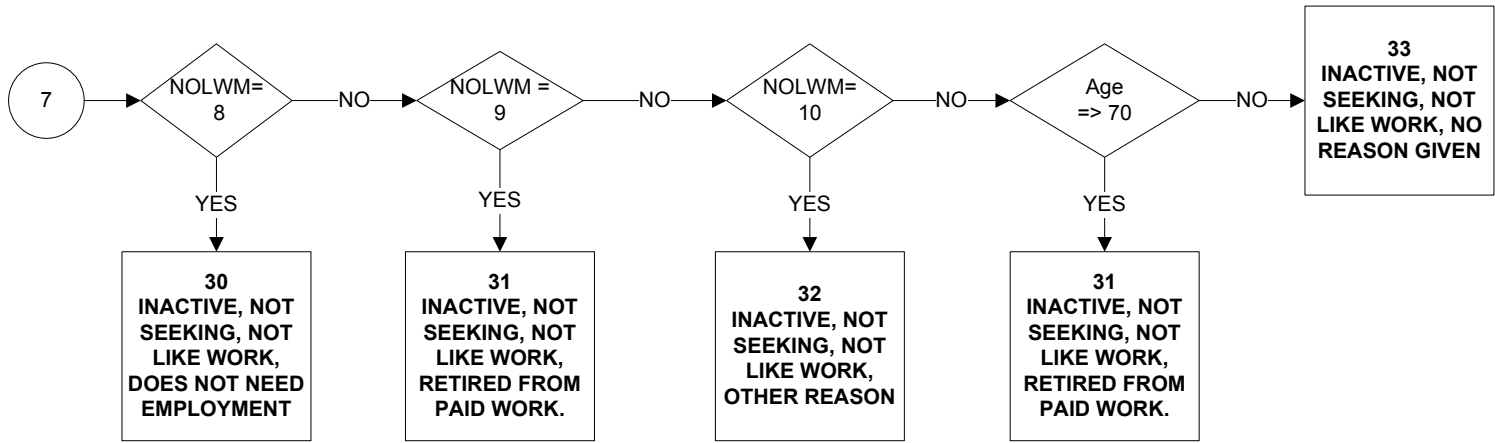 7
NOLWM=
8
NO
NOLWM =
9
NO
NOLWM=
10
NO
Age
=> 70
NO
33
INACTIVE, NOT
SEEKING, NOT
LIKE WORK, NO
REASON GIVEN
YES
YES
YES
YES
30
INACTIVE, NOT
SEEKING, NOT
LIKE WORK,
DOES NOT NEED
EMPLOYMENT
31
INACTIVE, NOT
SEEKING, NOT
LIKE WORK,
RETIRED FROM
PAID WORK.
32
INACTIVE, NOT
SEEKING, NOT
LIKE WORK,
OTHER REASON
31
INACTIVE, NOT
SEEKING, NOT
LIKE WORK,
RETIRED FROM
PAID WORK.